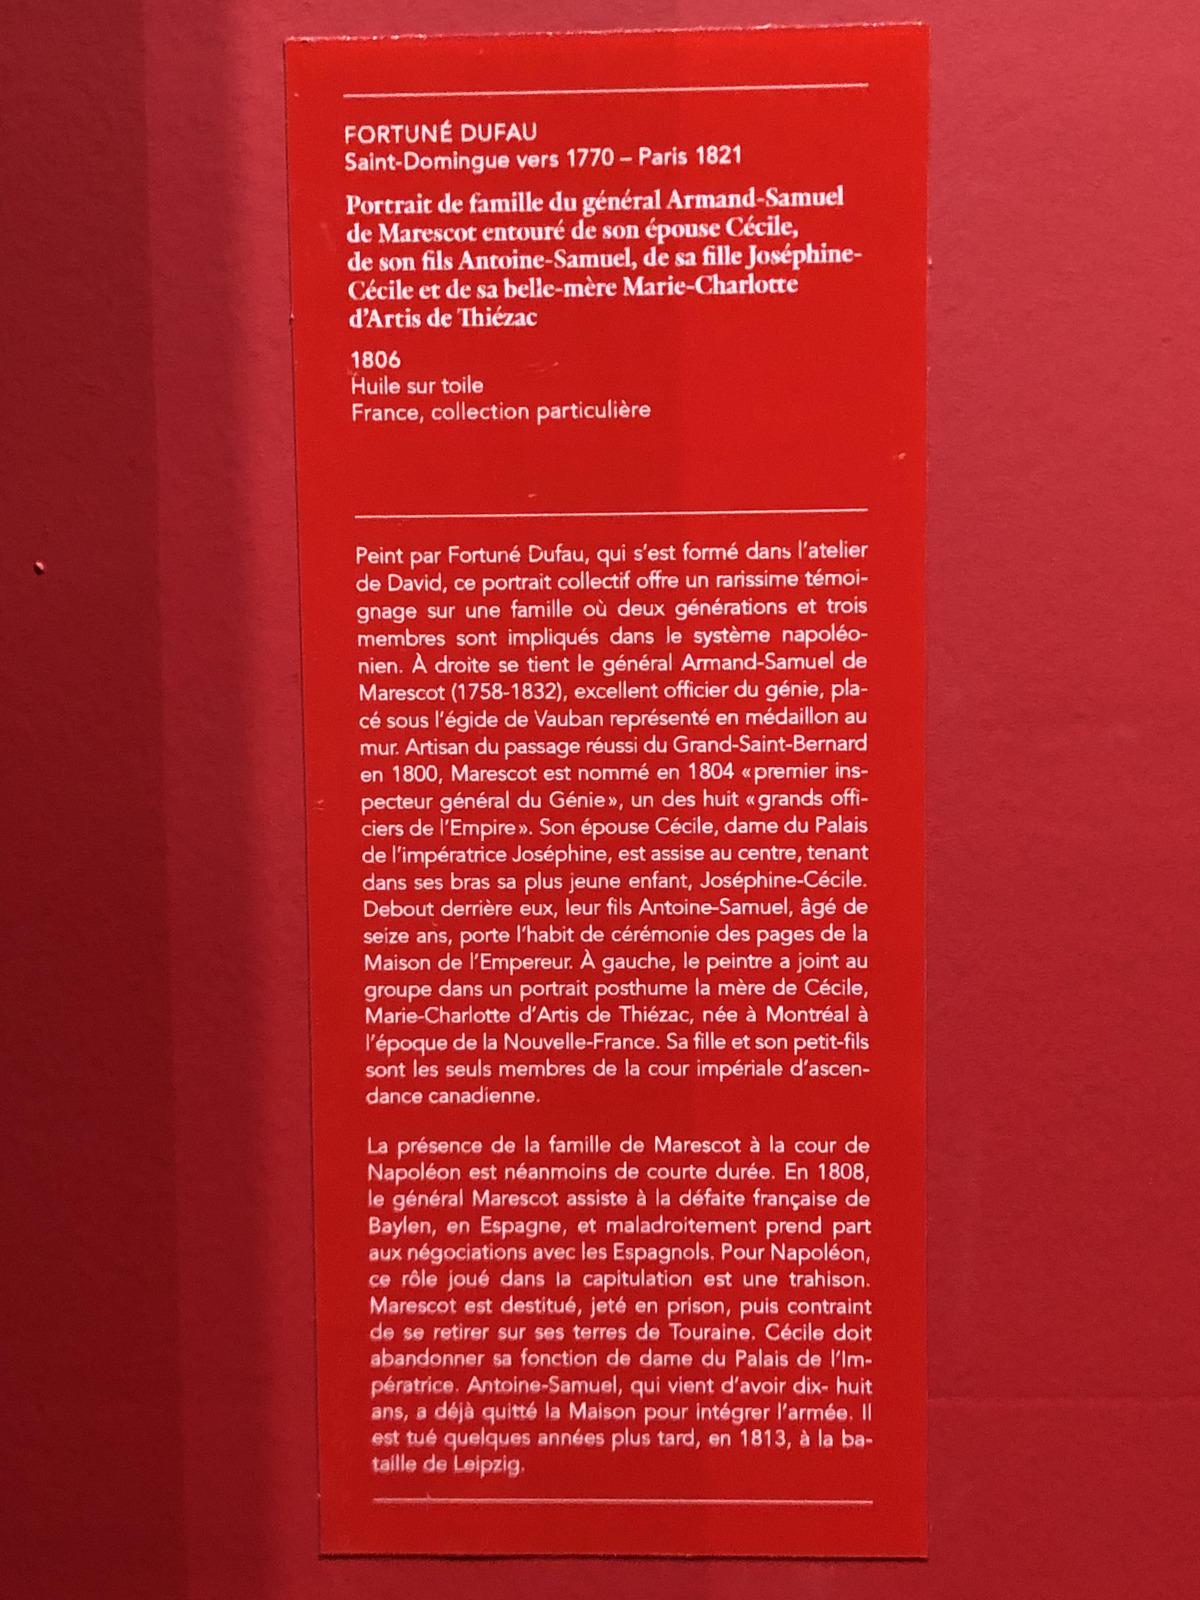 FORTUNÉ DUFAU
Saint-Domingue vers 1770 – Paris 1821
Portrait de famille du général Armand-Samuel
de Marescot entouré de son épouse Cécile,
de son fils Antoine-Samuel, de sa fille Joséphine-
Cécile et de sa belle-mère Marie-Charlotte
d'Artis de Thiézac
1806
Huile sur toile
France, collection particulière
Peint par Fortuné Dufau, qui s'est formé dans l'atelier
de David, ce portrait collectif offre un rarissime témoi-
gnage sur une famille où deux générations et trois
membres sont impliqués dans le système napoléo-
nien. À droite se tient le général Armand-Samuel de
Marescot (1758-1832), excellent officier du génie, pla-
cé sous l'égide de Vauban représenté en médaillon au
mur. Artisan du passage réussi du Grand-Saint-Bernard
en 1800, Marescot est nommé en 1804 «premier ins-
pecteur général du Génie», un des huit «grands offi-
ciers de l'Empire». Son épouse Cécile, dame du Palais
de l'impératrice Joséphine, est assise au centre, tenant
dans ses bras sa plus jeune enfant, Joséphine-Cécile.
Debout derrière eux, leur fils Antoine-Samuel, âgé de
seize ans, porte l'habit de cérémonie des pages de la
Maison de l'Empereur. À gauche, le peintre a joint au
groupe dans un portrait posthume la mère de Cécile,
Marie-Charlotte d'Artis de Thiézac, née à Montréal à
l'époque de la Nouvelle-France. Sa fille et son petit-fils
sont les seuls membres de la cour impériale d'ascen-
dance canadienne.
La présence de la famille de Marescot à la cour de
Napoléon est néanmoins de courte durée. En 1808,
le général Marescot assiste à la défaite française de
Baylen, en Espagne, et maladroitement prend part
aux négociations avec les Espagnols. Pour Napoléon,
ce rôle joué dans la capitulation est une trahison.
Marescot est destitué, jeté en prison, puis contraint
de se retirer sur ses terres de Touraine. Cécile doit
abandonner sa fonction de dame du Palais de l'Im-
pératrice. Antoine-Samuel, qui vient d'avoir dix- huit
ans, a déjà quitté la Maison pour intégrer l'armée. Il
est tué quelques années plus tard, en 1813, à la ba-
taille de Leipzig.